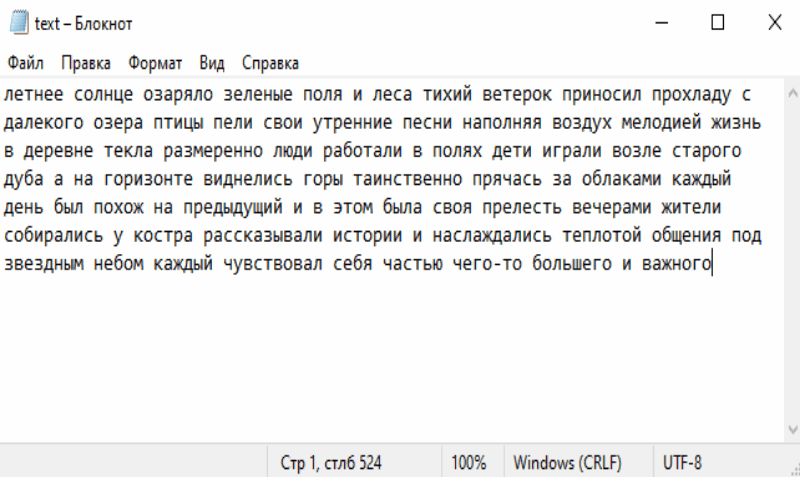 text – Блокнот
Файл Правка Формат Вид Справка
летнее солнце озаряло зеленые поля и леса тихий ветерок приносил прохладу с
далекого озера птицы пели свои утренние песни наполняя воздух мелодией жизнь
в деревне текла размеренно люди работали в полях дети играли возле старого
дуба а на горизонте виднелись горы таинственно прячась за облаками каждый
день был похож на предыдущий и в этом была своя прелесть вечерами жители
собирались у костра рассказывали истории и наслаждались теплотой общения под
звездным небом каждый чувствовал себя частью чего-то большего и важного
Стр 1, стлб 524 100% Windows (CRLF) UTF-8